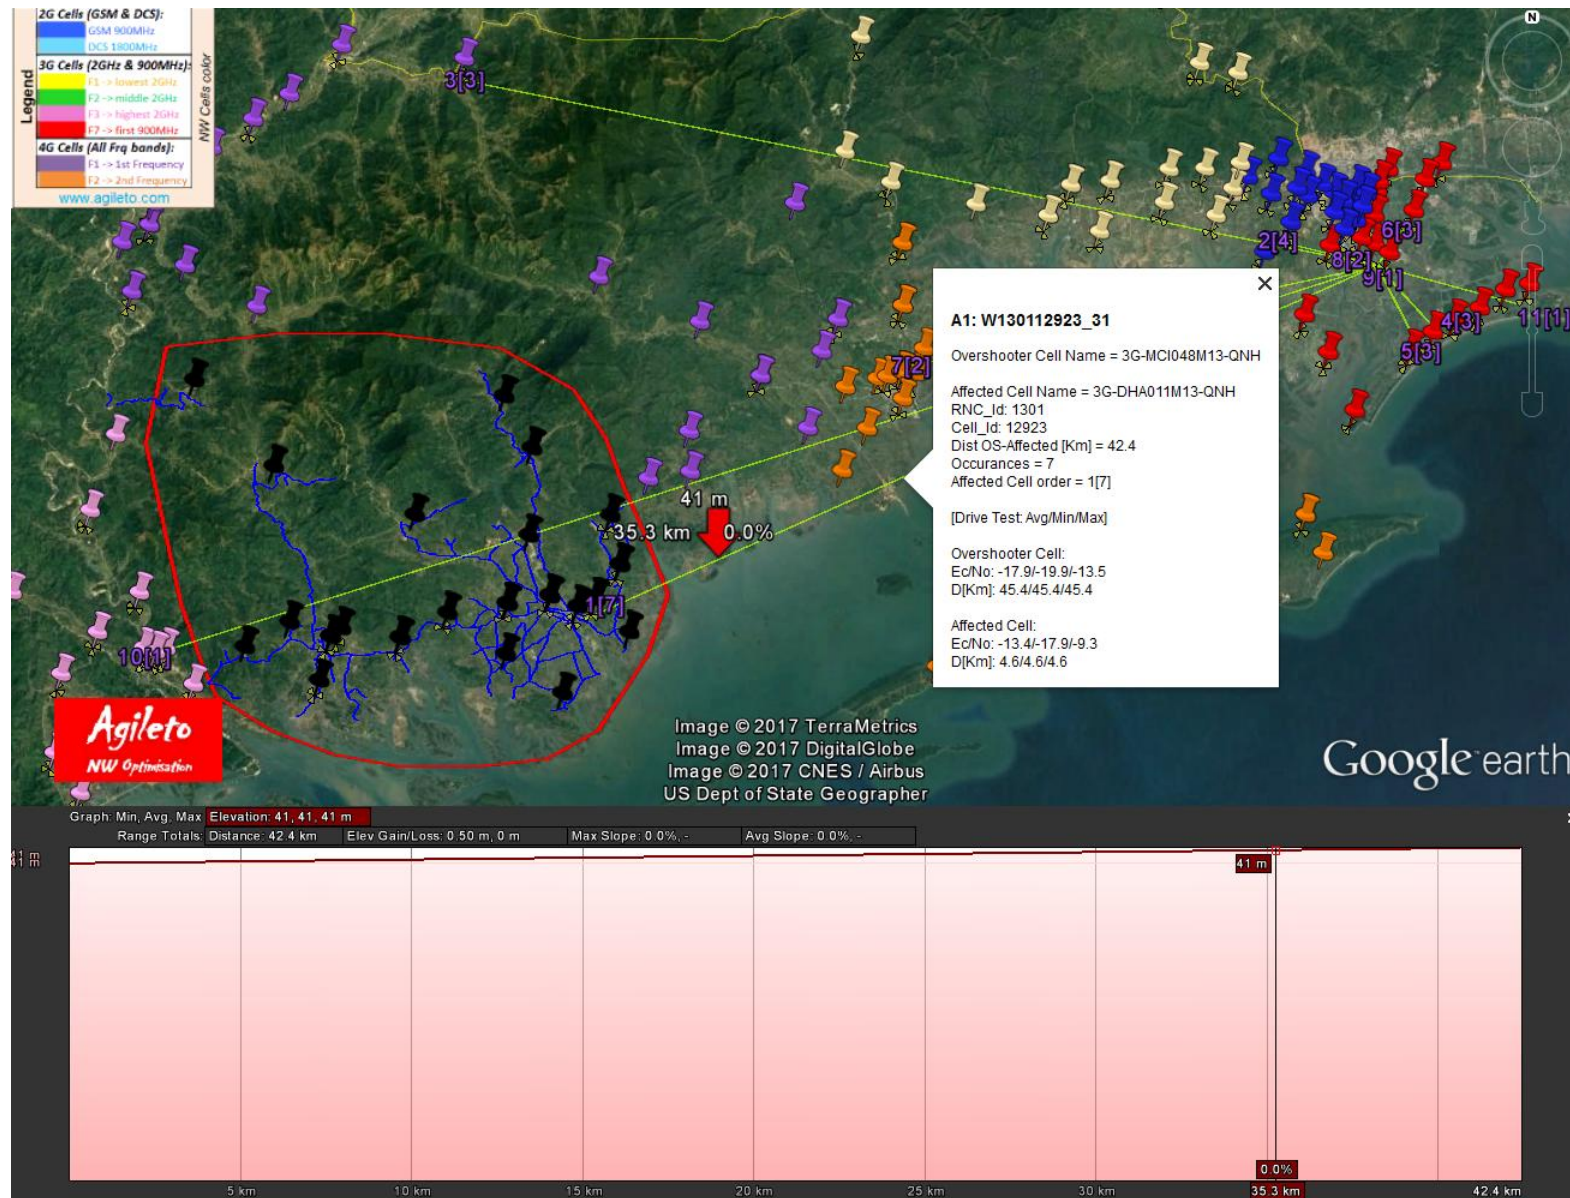 Legend
2G Cells (GSM & DCS):
GSM 900MHz
DCS 1800MHz
3G Cells (2GHz & 900MHz):
F1 -> lowest 2GHz
F2 -> middle 2GHz
F3 -> highest 2GHz
F7 -> first 900MHz
4G Cells (All Frq bands):
F1 -> 1st Frequency
F2 -> 2nd Frequency
www.agileto.com
NW Cells color
N
3[3]
2[4]
6[3]
8[2]
9[1]
4[3]
11[1]
5[3]
7[2]
A1: W130112923_31
Overshooter Cell Name = 3G-MCI048M13-QNH
Affected Cell Name = 3G-DHA011M13-QNH
RNC_Id: 1301
Cell_Id: 12923
Dist OS-Affected [Km] = 42.4
Occurances = 7
Affected Cell order = 1[7]
[Drive Test: Avg/Min/Max]
Overshooter Cell:
Ec/No: -17.9/-19.9/-13.5
D[Km]: 45.4/45.4/45.4
Affected Cell:
Ec/No: -13.4/-17.9/-9.3
D[Km]: 4.6/4.6/4.6
41 m
35.3 km 0.0%
1[7]
10[1]
Agileto
NW Optimisation
Image © 2017 TerraMetrics
Image © 2017 DigitalGlobe
Image © 2017 CNES / Airbus
US Dept of State Geographer
Google earth
Graph: Min, Avg, Max Elevation: 41, 41, 41 m
Range Totals: Distance: 42.4 km Elev Gain/Loss: 0.50 m, 0 m Max Slope: 0.0%, - Avg Slope: 0.0%, -
41 m
41 m
41 m
0.0%
5 km 10 km 15 km 20 km 25 km 30 km 35.3 km 42.4 km